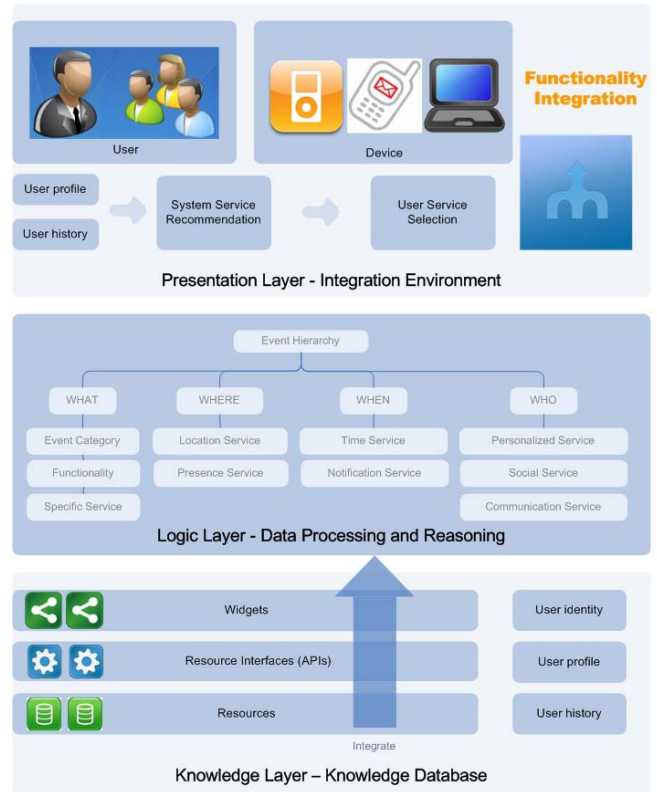 User
Device
Functionality
Integration
User profile
User history
System Service
Recommendation
User Service
Selection
Presentation Layer - Integration Environment
Event Hierarchy
WHAT
WHERE
WHEN
WHO
Event Category
Location Service
Time Service
Personalized Service
Functionality
Presence Service
Notification Service
Social Service
Specific Service
Communication Service
Logic Layer - Data Processing and Reasoning
Widgets
User identity
Resource Interfaces (APIs)
User profile
Resources
User history
Integrate
Knowledge Layer – Knowledge Database